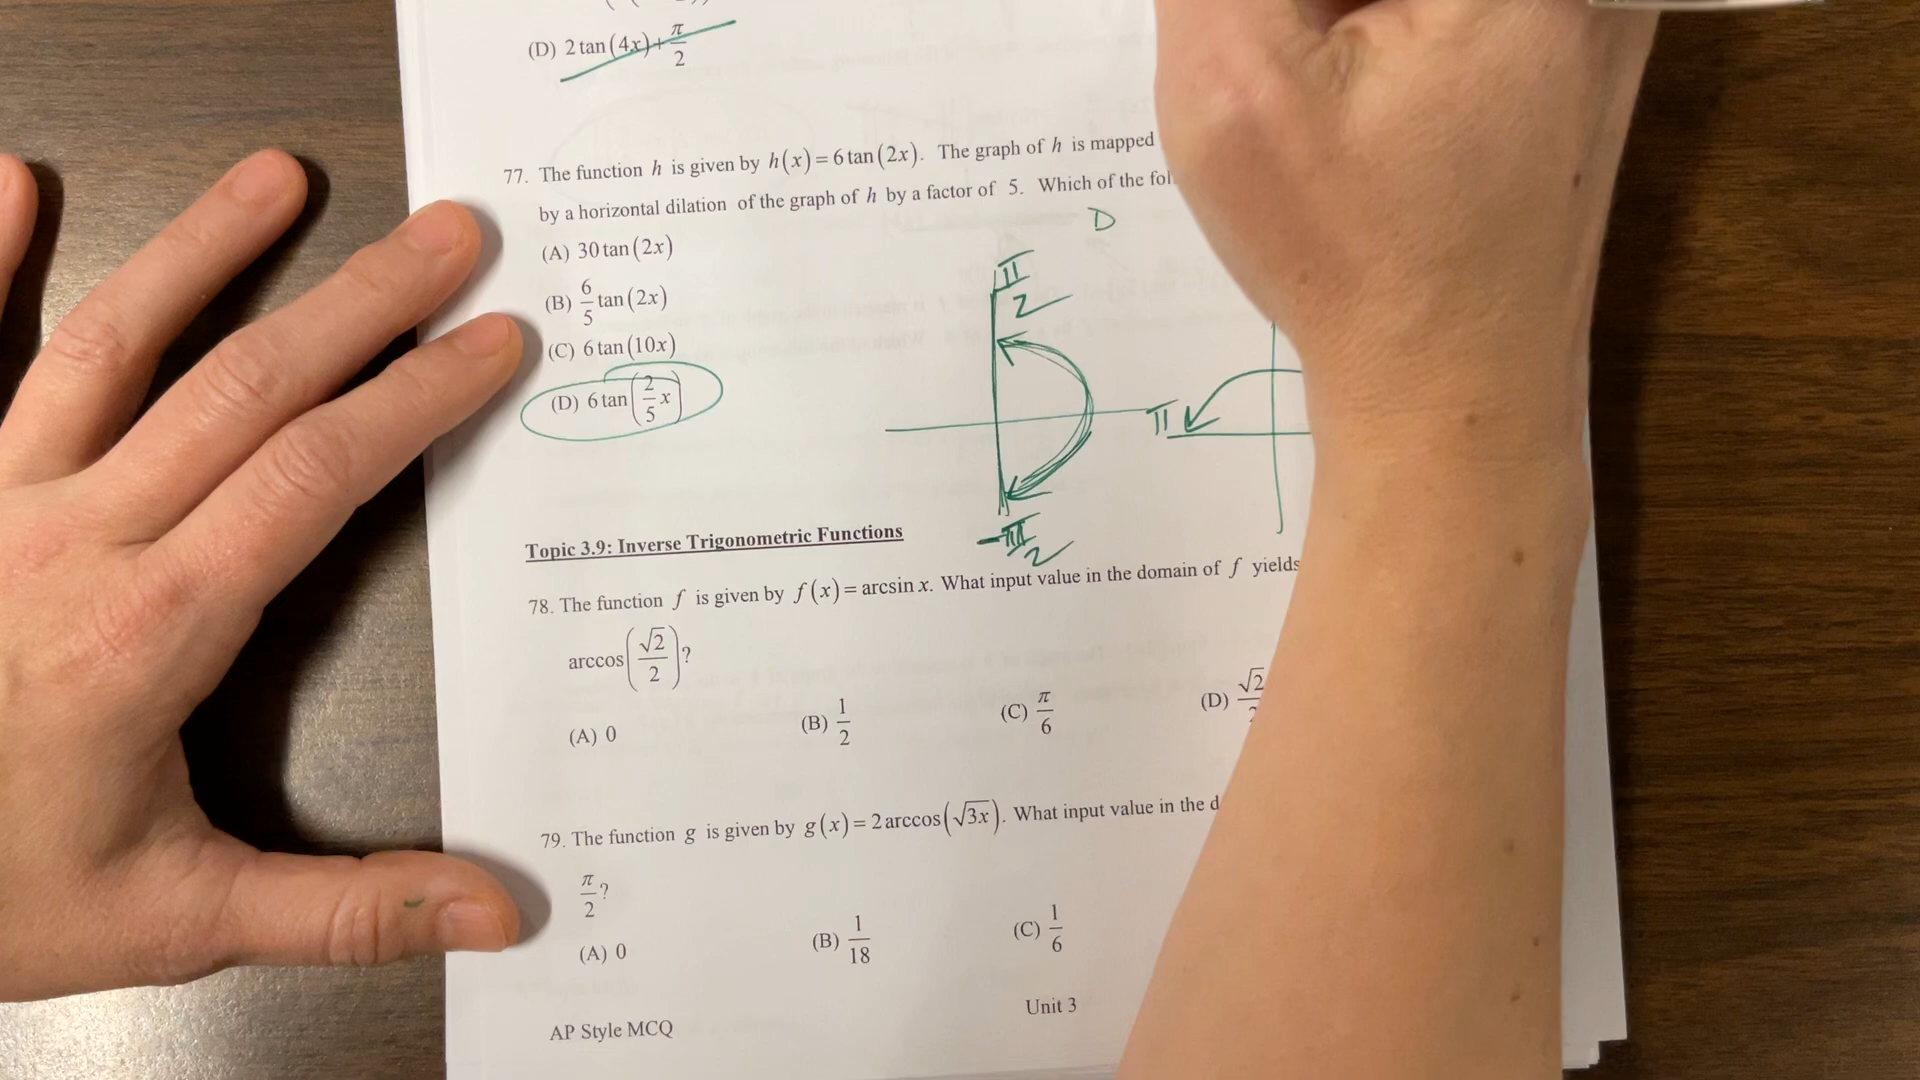 (D) 2 tan(4x) + π/2
77. The function h is given by h(x) = 6 tan(2x). The graph of h is mapped
by a horizontal dilation of the graph of h by a factor of 5. Which of the
D
(A) 30 tan(2x)
π/2
(B) 6/5 tan(2x)
(C) 6 tan(10x)
(D) 6 tan(2/5 x)
π
-π/2
Topic 3.9: Inverse Trigonometric Functions
78. The function f is given by f(x) = arcsin x. What input value in the domain of f yields
arccos(√2/2)?
(A) 0 (B) 1/2 (C) π/6 (D) √2
79. The function g is given by g(x) = 2 arccos(√3x). What input value in the
π/2?
(A) 0 (B) 1/18 (C) 1/6
Unit 3
AP Style MCQ